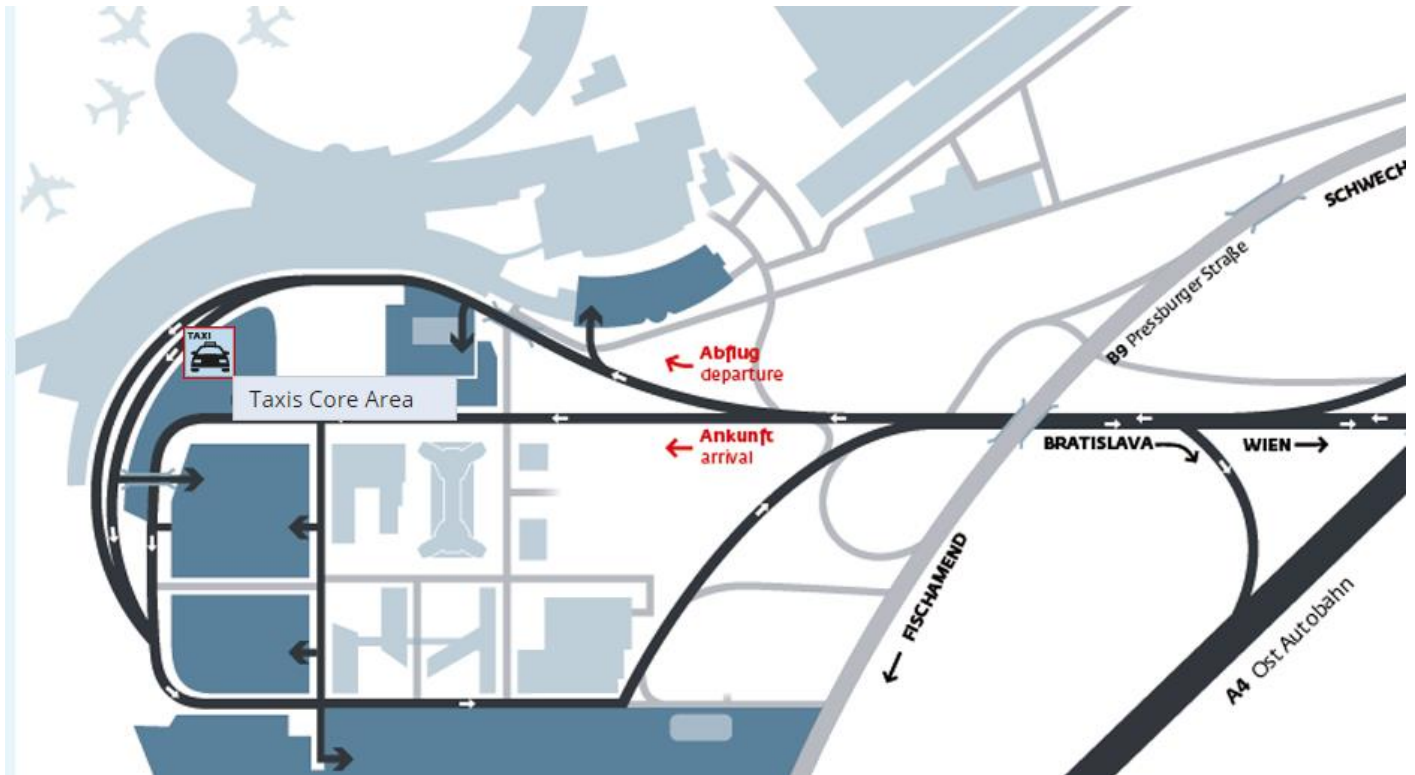 SCHWECH
B9 Pressburger Straße
TAXI
Taxis Core Area
Abflug
departure
Ankunft
arrival
BRATISLAVA
WIEN
FISCHAMEND
A4 Ost Autobahn